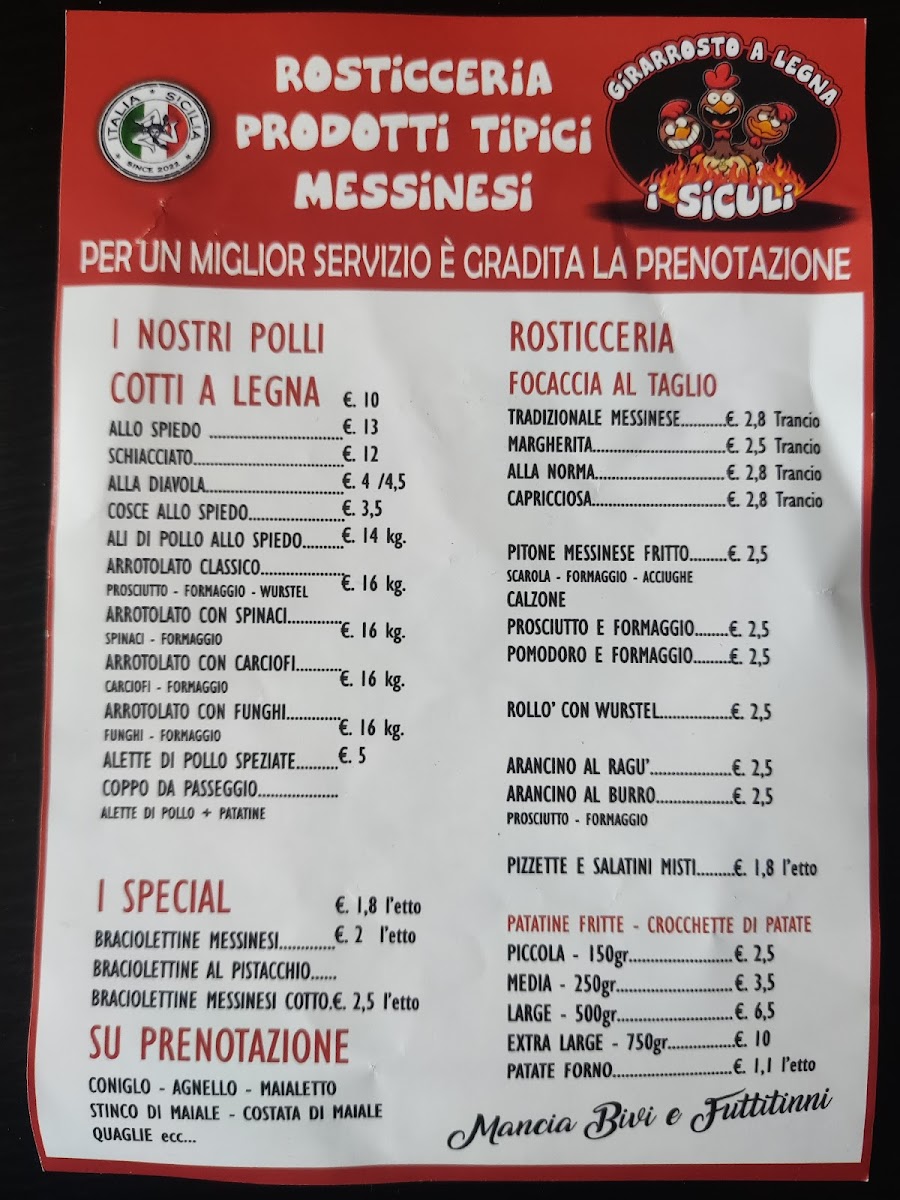 ROSTICCERIA
PRODOTTI TIPICI
MESSINESI
ITALIA * SICILIA
SINCE 2022
GIRARROSTO A LEGNA
I SICULI
PER UN MIGLIOR SERVIZIO È GRADITA LA PRENOTAZIONE
I NOSTRI POLLI
COTTI A LEGNA €. 10
ALLO SPIEDO ........................€. 13
SCHIACCIATO........................€. 12
ALLA DIAVOLA........................€. 4 /4,5
COSCE ALLO SPIEDO..................€. 3,5
ALI DI POLLO ALLO SPIEDO.........€. 14 kg.
ARROTOLATO CLASSICO..................
PROSCIUTTO - FORMAGGIO - WURSTEL €. 16 kg.
ARROTOLATO CON SPINACI.............
SPINACI - FORMAGGIO €. 16 kg.
ARROTOLATO CON CARCIOFI...........
CARCIOFI - FORMAGGIO €. 16 kg.
ARROTOLATO CON FUNGHI.............
FUNGHI - FORMAGGIO €. 16 kg.
ALETTE DI POLLO SPEZIATE..........€. 5
COPPO DA PASSEGGIO...................
ALETTE DI POLLO + PATATINE
I SPECIAL €. 1,8 l'etto
BRACIOLETTINE MESSINESI.............€. 2 l'etto
BRACIOLETTINE AL PISTACCHIO......
BRACIOLETTINE MESSINESI COTTO.€. 2,5 l'etto
SU PRENOTAZIONE
CONIGLO - AGNELLO - MAIALETTO
STINCO DI MAIALE - COSTATA DI MAIALE
QUAGLIE ecc...
ROSTICCERIA
FOCACCIA AL TAGLIO
TRADIZIONALE MESSINESE..........€. 2,8 Trancio
MARGHERITA........................€. 2,5 Trancio
ALLA NORMA........................€. 2,8 Trancio
CAPRICCIOSA........................€. 2,8 Trancio
PITONE MESSINESE FRITTO........€. 2,5
SCAROLA - FORMAGGIO - ACCIUGHE
CALZONE
PROSCIUTTO E FORMAGGIO........€. 2,5
POMODORO E FORMAGGIO........€. 2,5
ROLLO' CON WURSTEL................€. 2,5
ARANCINO AL RAGU'..................€. 2,5
ARANCINO AL BURRO.................€. 2,5
PROSCIUTTO - FORMAGGIO
PIZZETTE E SALATINI MISTI.........€. 1,8 l'etto
PATATINE FRITTE - CROCCHETTE DI PATATE
PICCOLA - 150gr.......................€. 2,5
MEDIA - 250gr.........................€. 3,5
LARGE - 500gr.........................€. 6,5
EXTRA LARGE - 750gr...............€. 10
PATATE FORNO..........................€. 1,1 l'etto
Mancia Bivi e Futtitinni